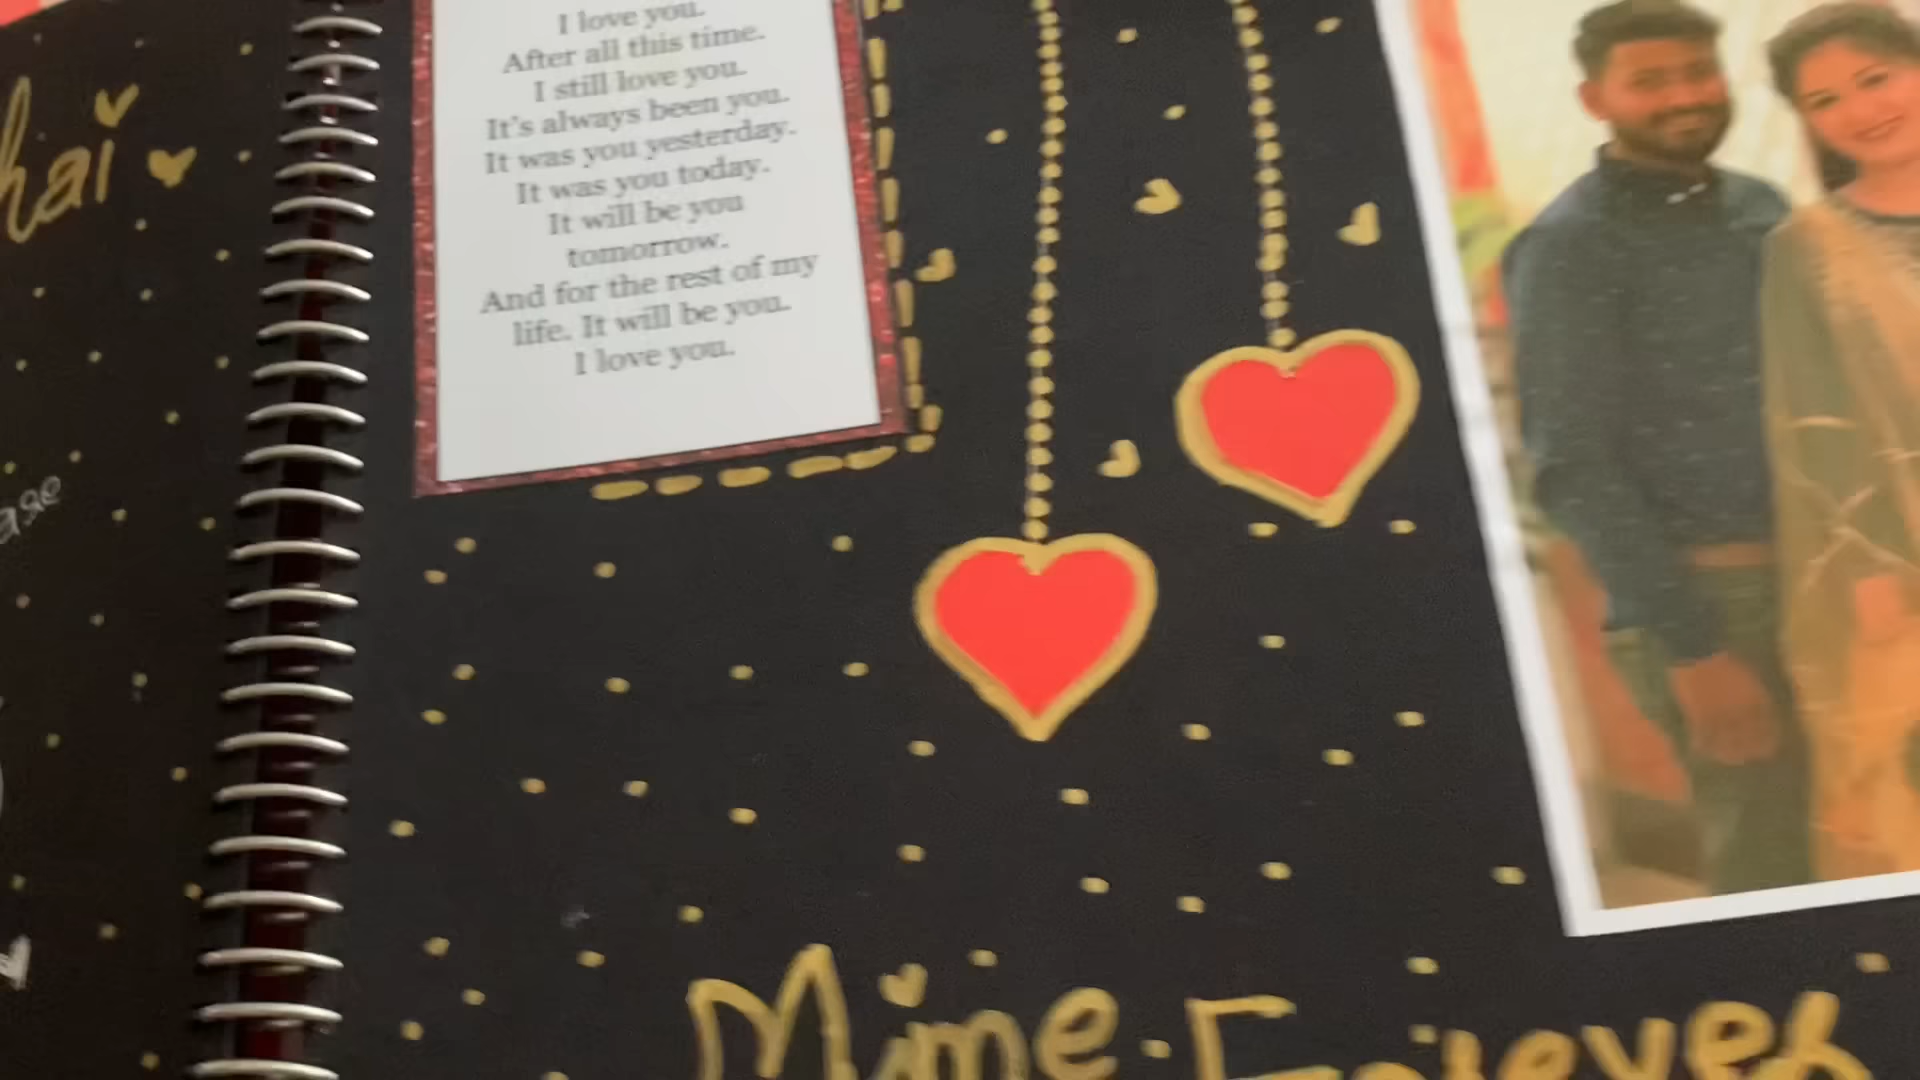 hai
ase
I love you.
After all this time.
I still love you.
It's always been you.
It was you yesterday.
It was you today.
It will be you
tomorrow.
And for the rest of my
life. It will be you.
I love you.
Mine Forever